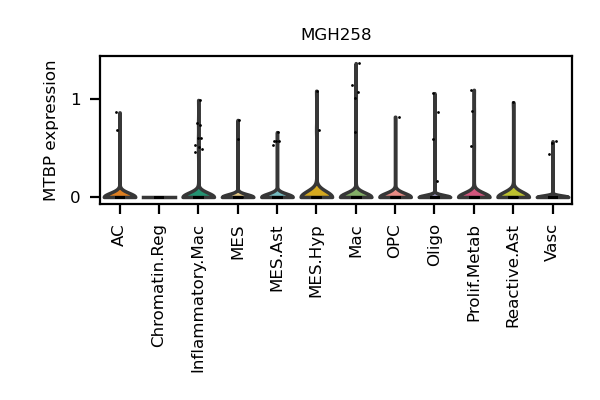 MGH258
MTBP expression
1
0
AC
Chromatin.Reg
Inflammatory.Mac
MES
MES.Ast
MES.Hyp
Mac
OPC
Oligo
Prolif.Metab
Reactive.Ast
Vasc